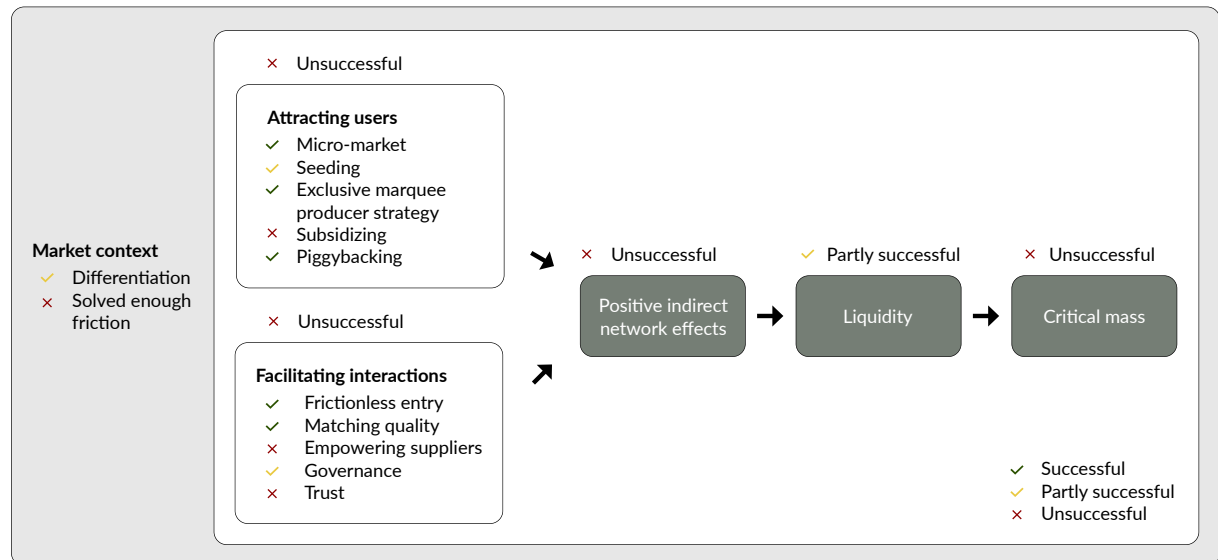 Market context
Differentiation
Solved enough
friction
Unsuccessful
Attracting users
Micro-market
Seeding
Exclusive marquee
producer strategy
Subsidizing
Piggybacking
Unsuccessful
Facilitating interactions
Frictionless entry
Matching quality
Empowering suppliers
Governance
Trust
Unsuccessful
Positive indirect
network effects
Partly successful
Liquidity
Unsuccessful
Critical mass
Successful
Partly successful
Unsuccessful